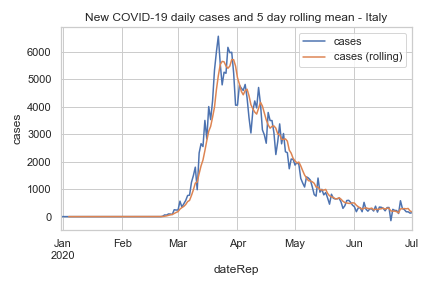 New COVID-19 daily cases and 5 day rolling mean - Italy
cases
cases (rolling)
6000
5000
4000
3000
2000
1000
0
cases
Jan
2020
Feb
Mar
Apr
May
Jun
Jul
dateRep